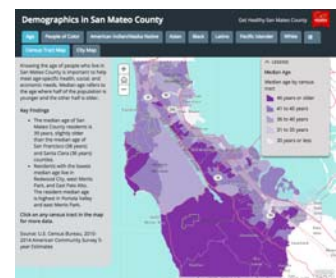 Demographics in San Mateo County
Get Healthy San Mateo County
Age
People of Color
American Indian/Alaska Native
Asian
Black
Latino
Pacific Islander
White
Census Tract Map
City Map
Knowing the age of people who live in
San Mateo County is important to help
meet age-specific health, social, and
economic needs. Median age refers to
the age where half of the population is
younger and the other half is older.
Key Findings
• The median age of San
Mateo County residents is
39 years, slightly older
than the median age of
San Francisco (38 years)
and Santa Clara (36 years)
counties.
• Residents with the lowest
median age live in
Redwood City, west Menlo
Park, and East Palo Alto.
The resident median age
is highest in Portola Valley
and west Menlo Park.
Click on any census tract in the map
for more data.
Source: U.S. Census Bureau, 2010-
2014 American Community Survey 5-
year Estimates
LEGEND
Median Age
Median age by census
tract
48 years or older
41 to 47 years
36 to 40 years
31 to 35 years
30 years or less